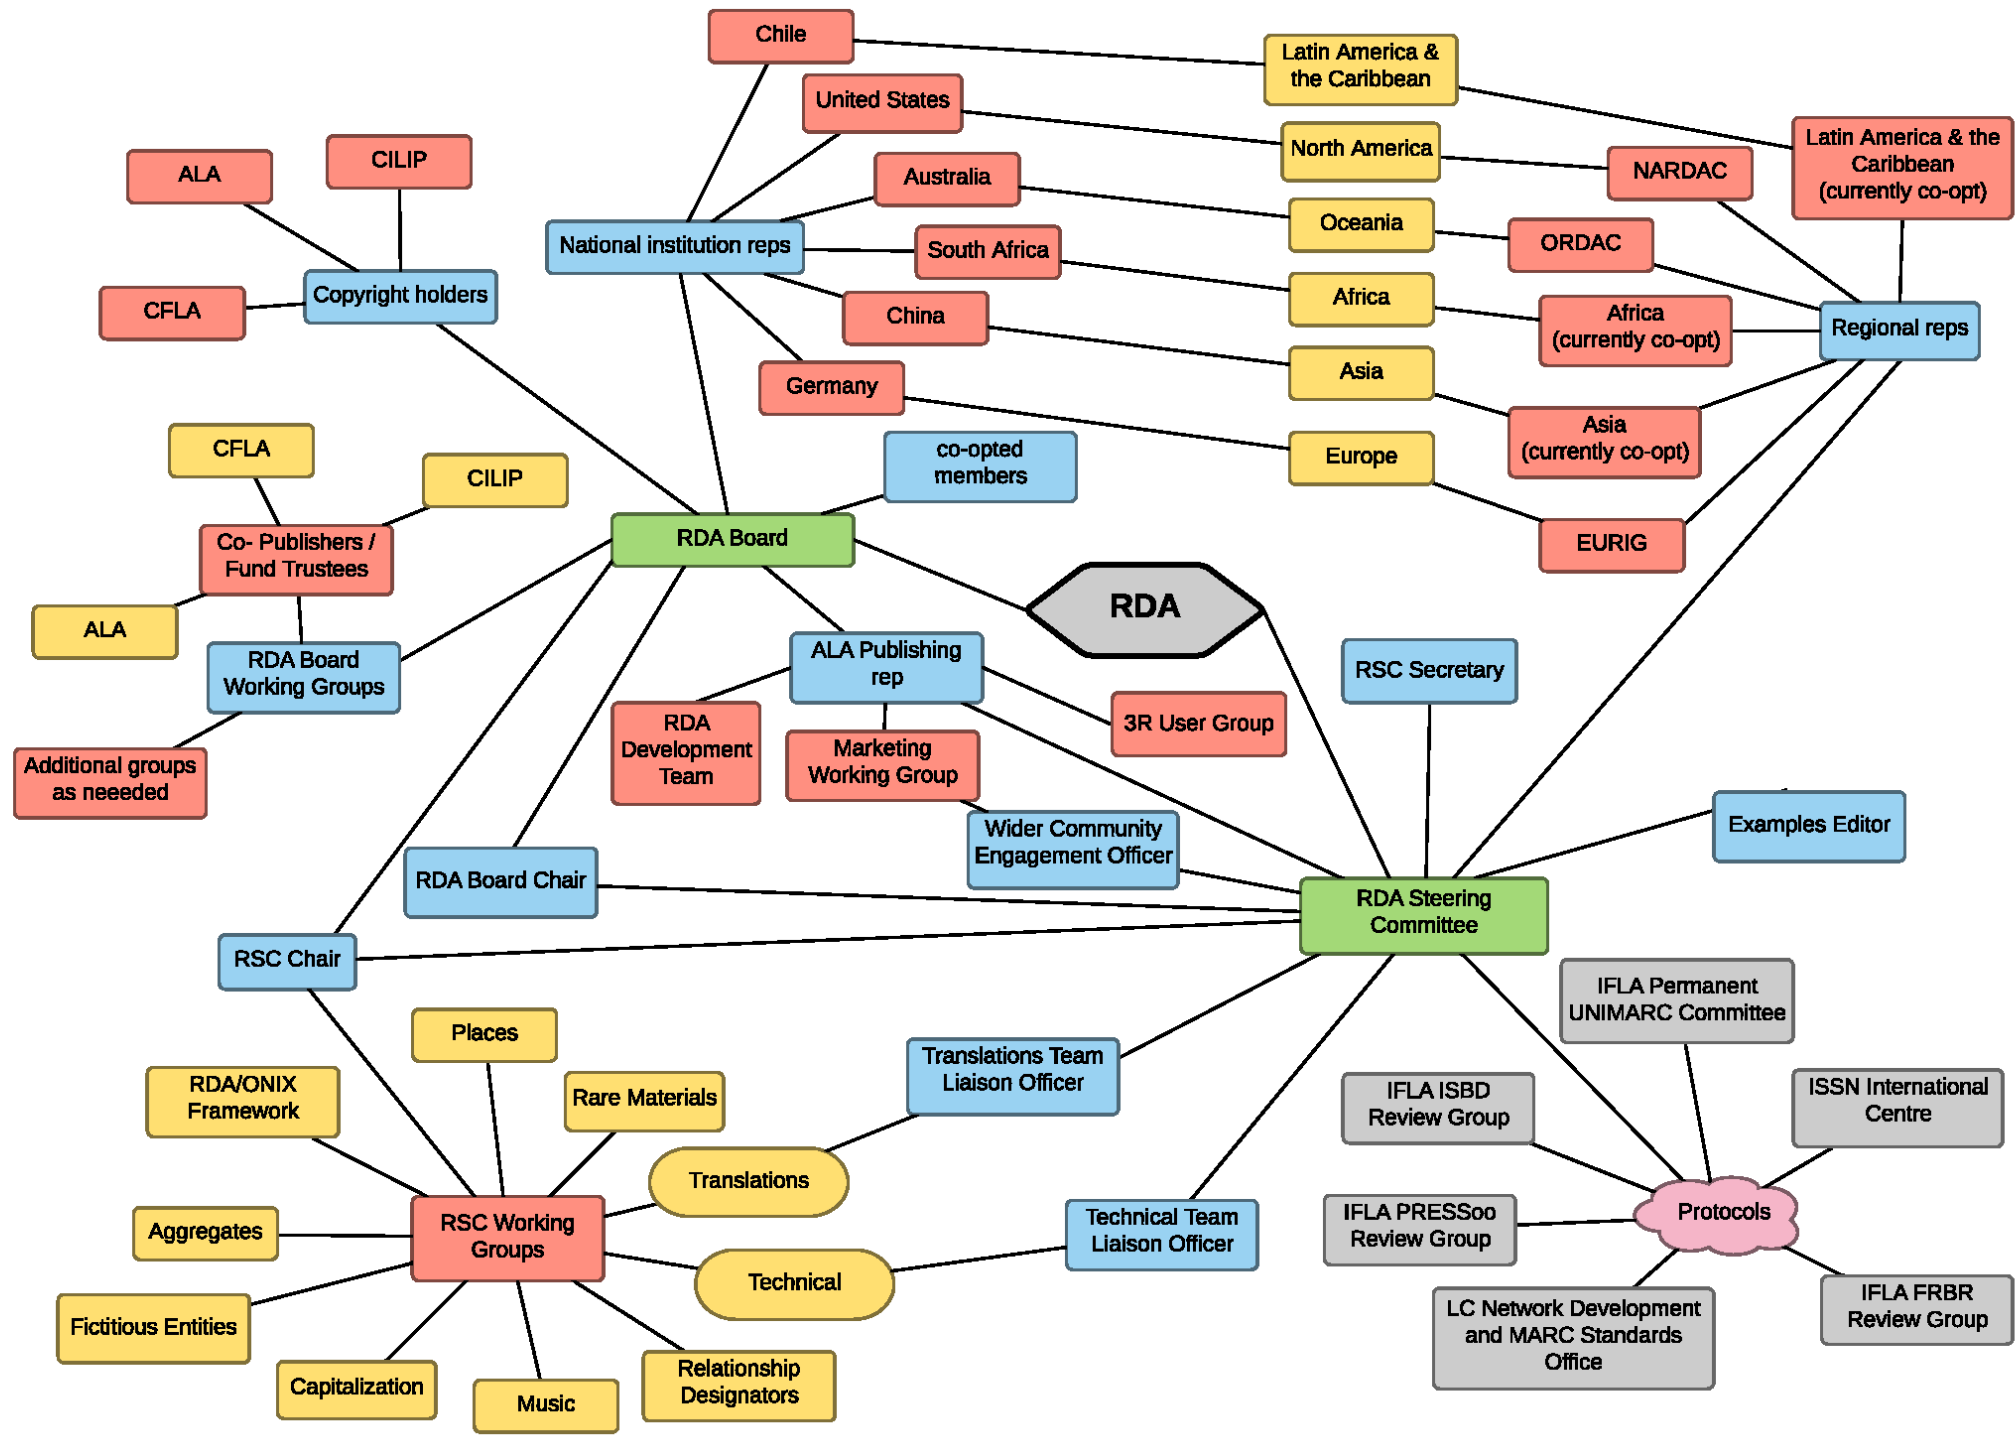 Chile
Latin America &
the Caribbean
United States
Latin America & the
Caribbean
(currently co-opt)
North America
NARDAC
ALA
CILIP
Australia
Oceania
ORDAC
National institution reps
South Africa
Copyright holders
CFLA
Africa
Africa
(currently co-opt)
Regional reps
China
Asia
Germany
Asia
(currently co-opt)
CFLA
CILIP
co-opted
members
Europe
RDA Board
EURIG
Co- Publishers /
Fund Trustees
RDA
ALA
RDA Board
Working Groups
ALA Publishing
rep
RSC Secretary
RDA
Development
Team
Marketing
Working Group
3R User Group
Additional groups
as neeeded
Wider Community
Engagement Officer
Examples Editor
RDA Board Chair
RDA Steering
Committee
RSC Chair
IFLA Permanent
UNIMARC Committee
Places
Translations Team
Liaison Officer
RDA/ONIX
Framework
Rare Materials
IFLA ISBD
Review Group
ISSN International
Centre
Translations
Aggregates
RSC Working
Groups
Technical Team
Liaison Officer
IFLA PRESSoo
Review Group
Protocols
Technical
Fictitious Entities
LC Network Development
and MARC Standards
Office
IFLA FRBR
Review Group
Capitalization
Music
Relationship
Designators